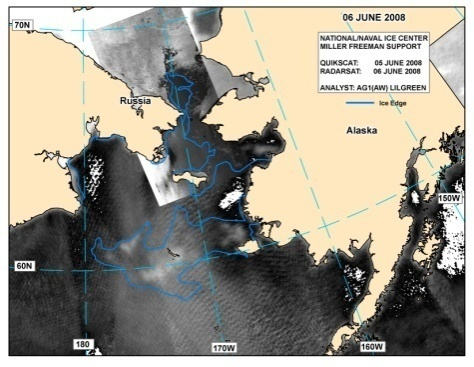 06 JUNE 2008
70N
NATIONAL/NAVAL ICE CENTER
MILLER FREEMAN SUPPORT
QUIKSCAT: 05 JUNE 2008
RADARSAT: 06 JUNE 2008
ANALYST: AG1(AW) LILGREEN
Ice Edge
Russia
Alaska
150W
60N
180
170W
160W